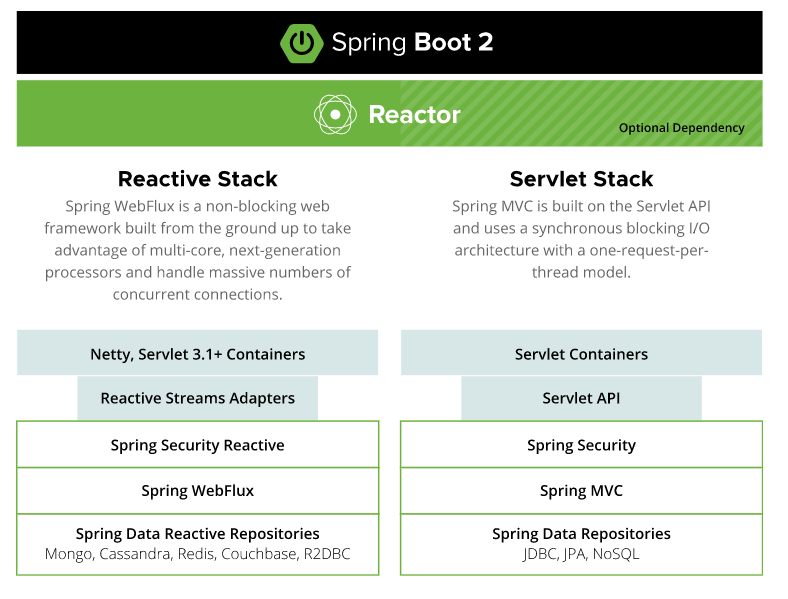 Spring Boot 2
Reactor
Optional Dependency
Reactive Stack
Spring WebFlux is a non-blocking web
framework built from the ground up to take
advantage of multi-core, next-generation
processors and handle massive numbers of
concurrent connections.
Servlet Stack
Spring MVC is built on the Servlet API
and uses a synchronous blocking I/O
architecture with a one-request-per-
thread model.
Netty, Servlet 3.1+ Containers
Reactive Streams Adapters
Spring Security Reactive
Spring WebFlux
Spring Data Reactive Repositories
Mongo, Cassandra, Redis, Couchbase, R2DBC
Servlet Containers
Servlet API
Spring Security
Spring MVC
Spring Data Repositories
JDBC, JPA, NoSQL